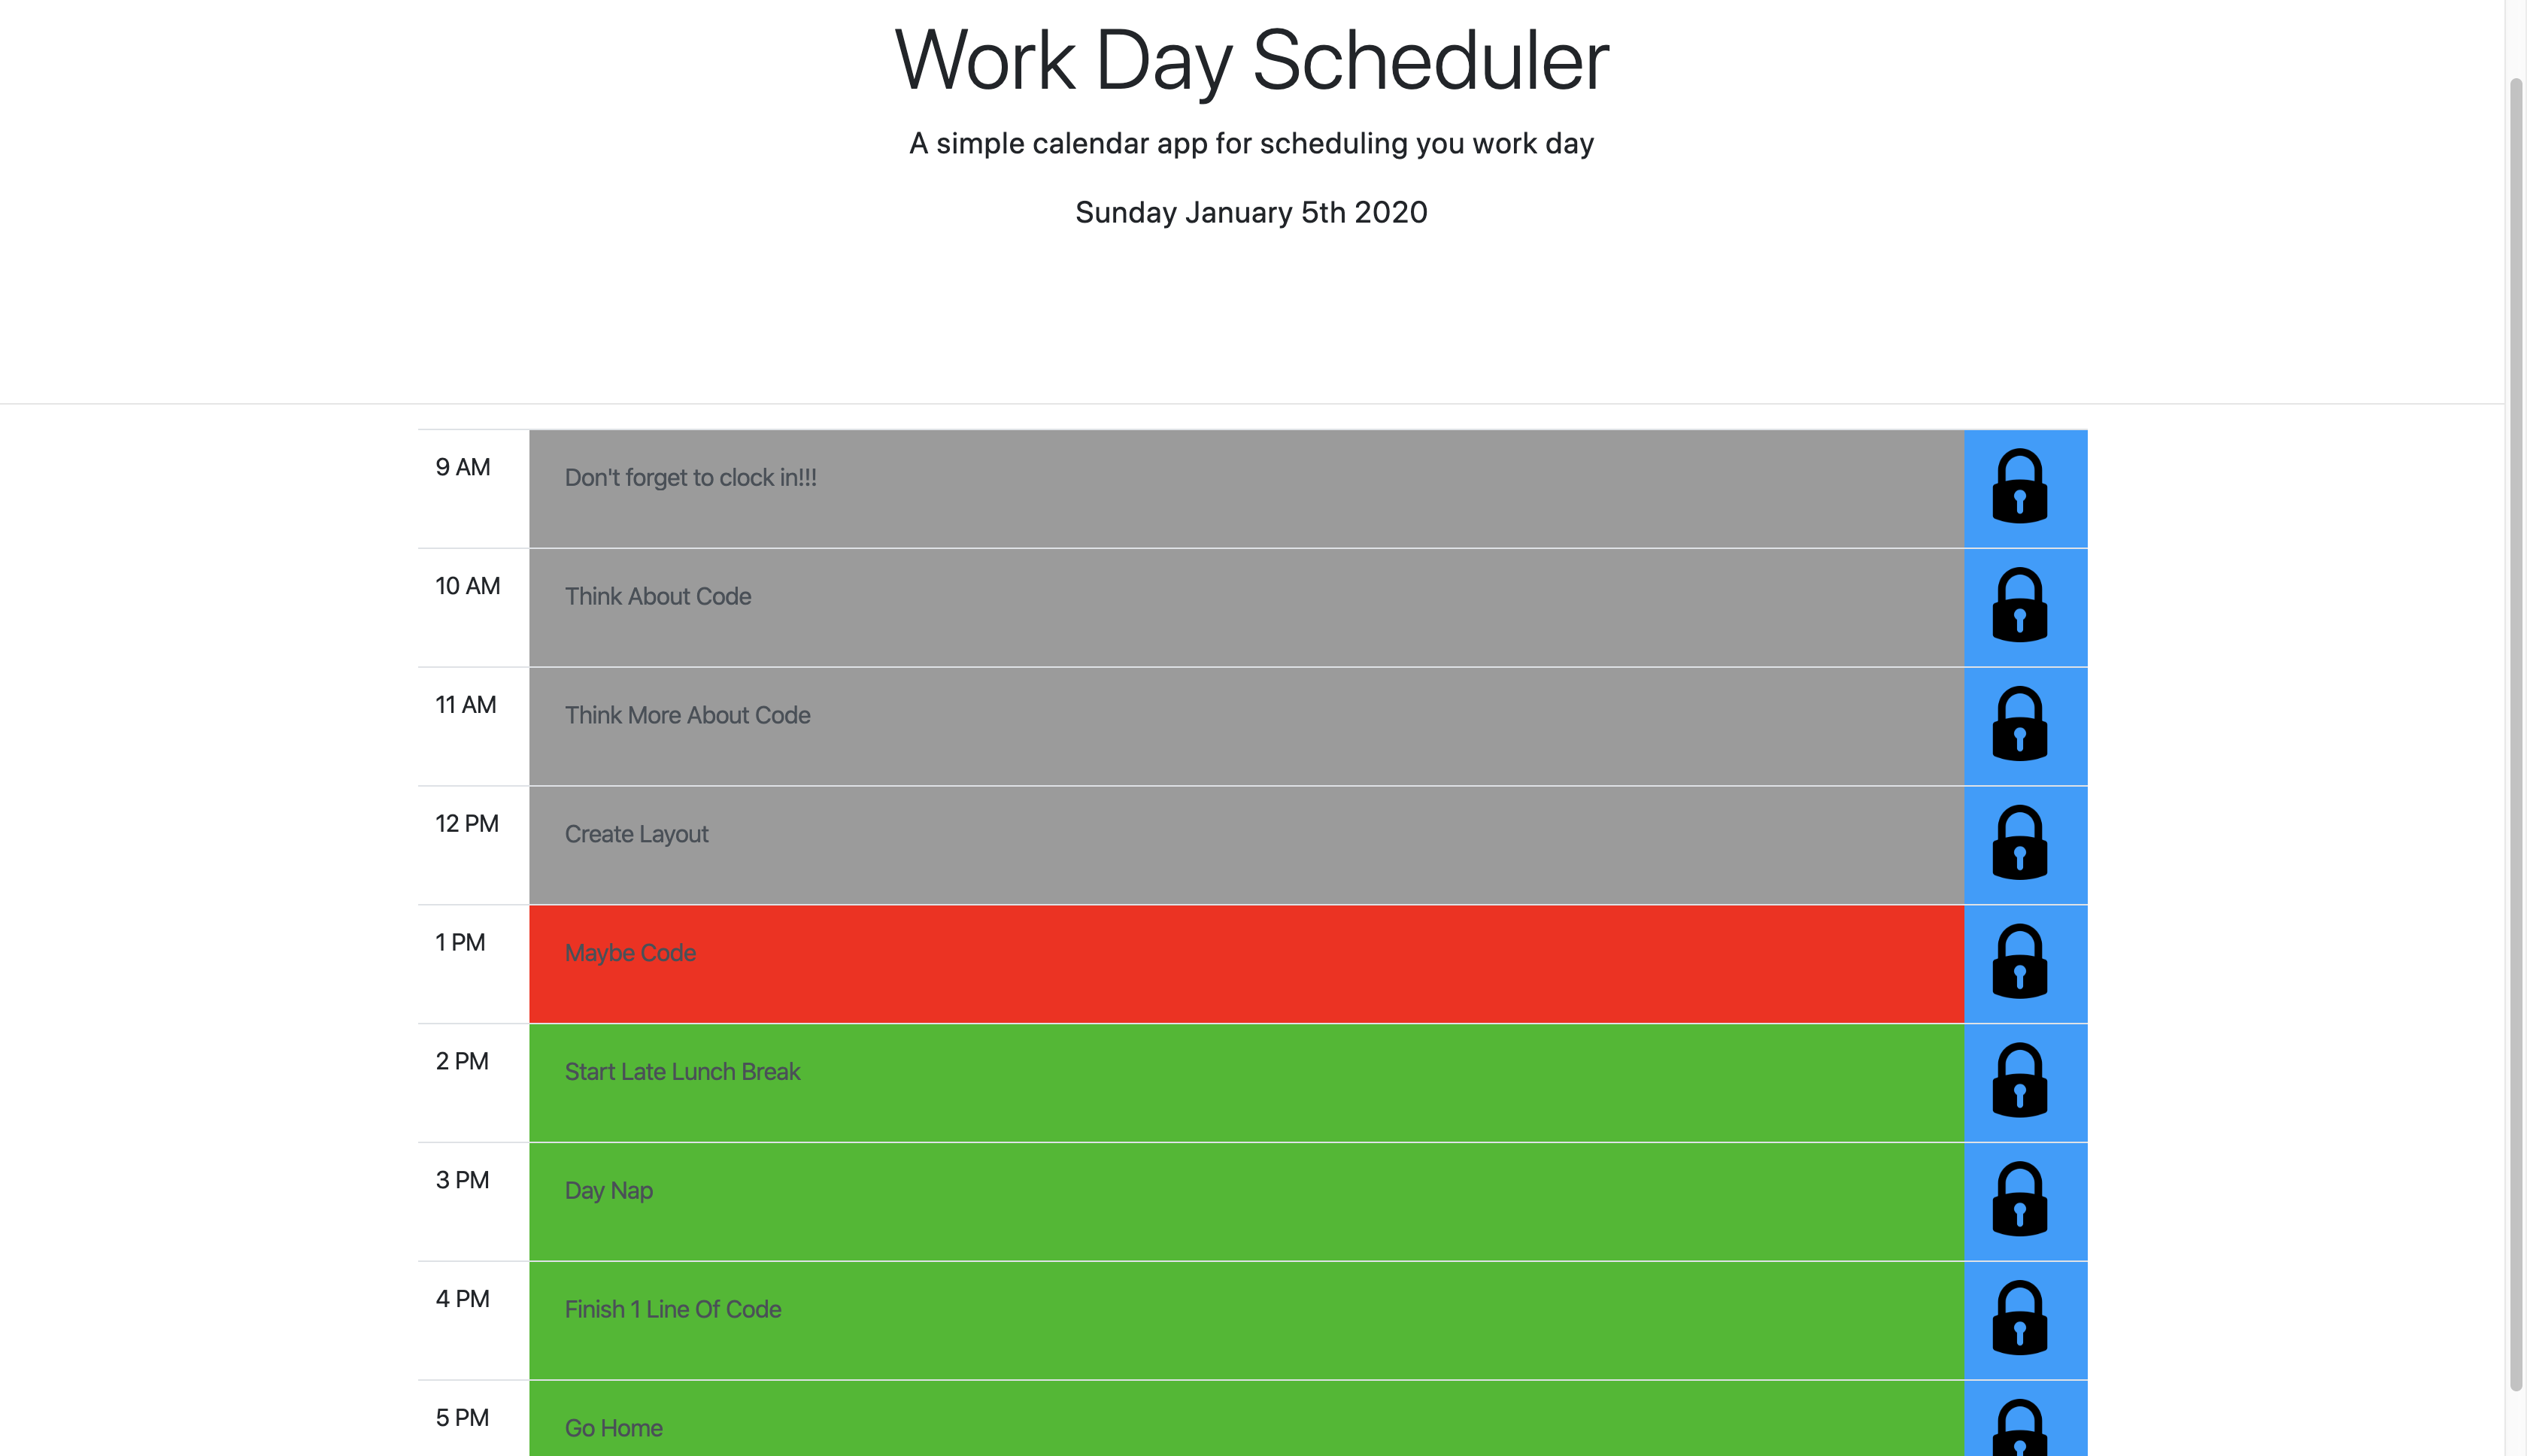 Work Day Scheduler
A simple calendar app for scheduling you work day
Sunday January 5th 2020
9 AM
Don't forget to clock in!!!
10 AM
Think About Code
11 AM
Think More About Code
12 PM
Create Layout
1 PM
Maybe Code
2 PM
Start Late Lunch Break
3 PM
Day Nap
4 PM
Finish 1 Line Of Code
5 PM
Go Home